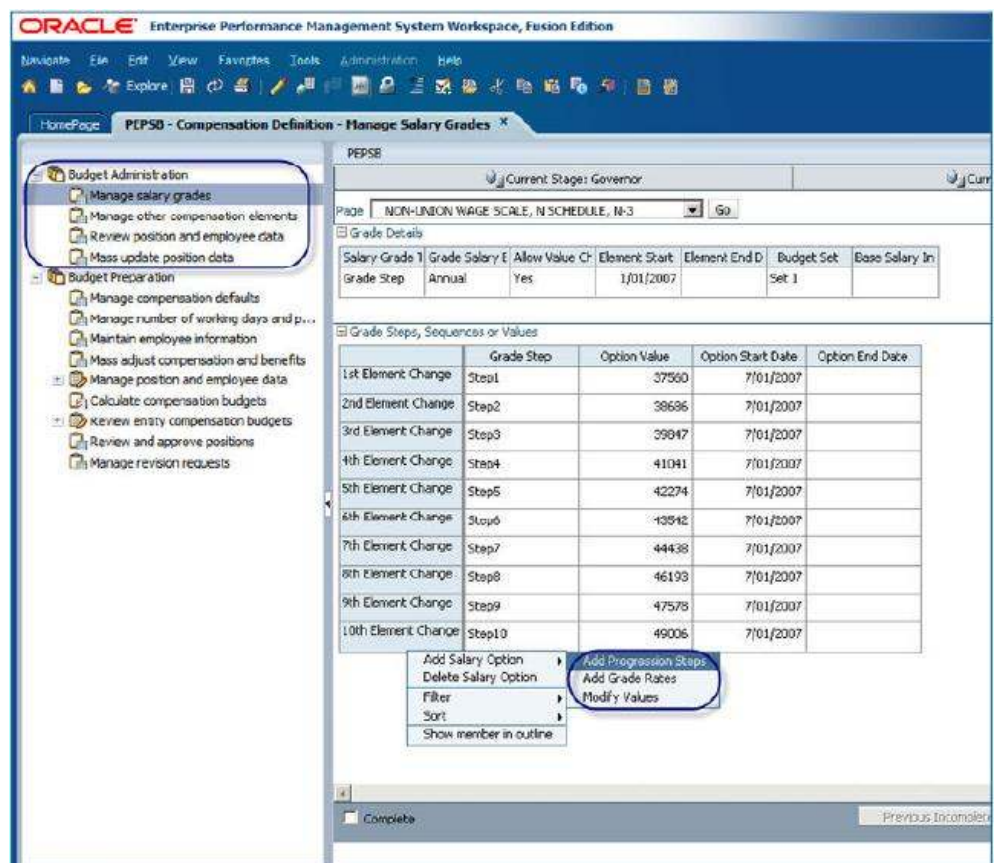 ORACLE Enterprise Performance Management System Workspace, Fusion Edition
Navigate File Edit View Favorites Tools Administration Help
Explore
HomePage PEPSB - Compensation Definition - Manage Salary Grades ×
PEPSB
Budget Administration
Manage salary grades
Manage other compensation elements
Review position and employee data
Mass update position data
Budget Preparation
Manage compensation defaults
Manage number of working days and p...
Maintain employee information
Mass adjust compensation and benefits
Manage position and employee data
Calculate compensation budgets
Review entity compensation budgets
Review and approve positions
Manage revision requests
Current Stage: Governor Curr
Page NON-UNION WAGE SCALE, N SCHEDULE, N-3 Go
Grade Details
Salary Grade T Grade Salary B Allow Value Ch Element Start Element End D Budget Set Base Salary In
Grade Step Annual Yes 1/01/2007 Set 1
Grade Steps, Sequences or Values
Grade Step Option Value Option Start Date Option End Date
1st Element Change Step1 37560 7/01/2007
2nd Element Change Step2 38686 7/01/2007
3rd Element Change Step3 39847 7/01/2007
4th Element Change Step4 41041 7/01/2007
5th Element Change Step5 42274 7/01/2007
6th Element Change Step6 43542 7/01/2007
7th Element Change Step7 44438 7/01/2007
8th Element Change Step8 46193 7/01/2007
9th Element Change Step9 47578 7/01/2007
10th Element Change Step10 49006 7/01/2007
Add Salary Option Add Progression Steps
Delete Salary Option Add Grade Rates
Filter Modify Values
Sort
Show member in outline
Complete Previous Incomplete